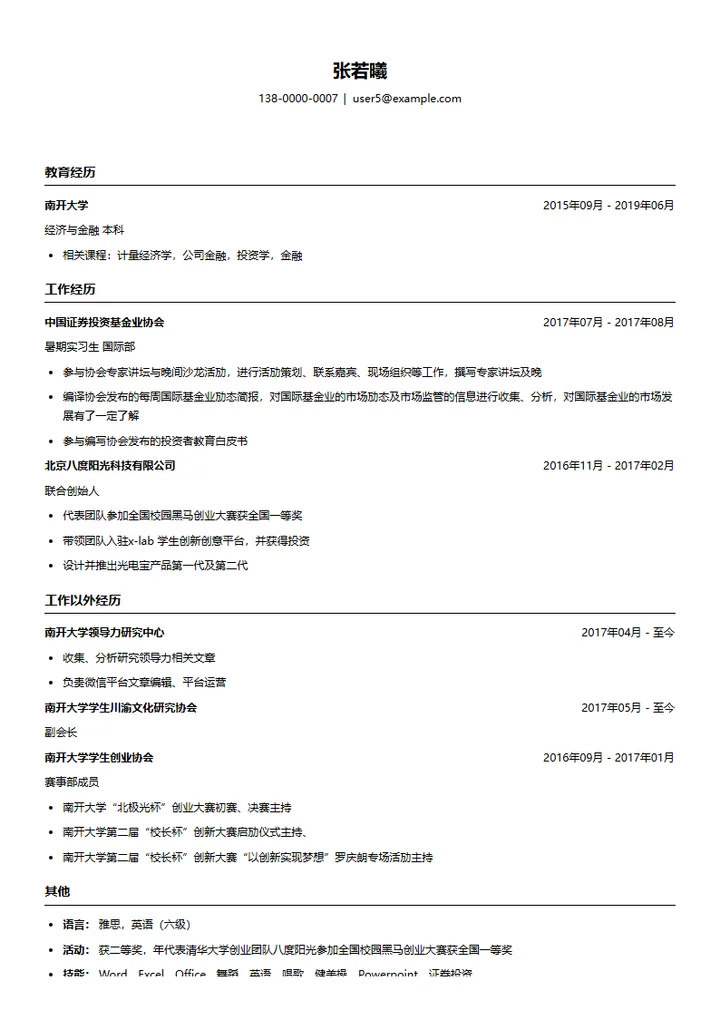 张若曦
138-0000-0007 | user5@example.com
教育经历
南开大学 2015年09月 - 2019年06月
经济与金融 本科
• 相关课程：计量经济学，公司金融，投资学，金融
工作经历
中国证券投资基金业协会 2017年07月 - 2017年08月
暑期实习生 国际部
• 参与协会专家讲坛与晚间沙龙活动，进行活动策划、联系嘉宾、现场组织等工作，撰写专家讲坛及晚
• 编译协会发布的每周国际基金业励态简报，对国际基金业的市场励态及市场监管的信息进行收集、分析，对国际基金业的市场发
展有了一定了解
• 参与编写协会发布的投资者教育白皮书
北京八度阳光科技有限公司 2016年11月 - 2017年02月
联合创始人
• 代表团队参加全国校园黑马创业大赛获全国一等奖
• 带领团队入驻x-lab 学生创新创意平台，并获得投资
• 设计并推出光电宝产品第一代及第二代
工作以外经历
南开大学领导力研究中心 2017年04月 - 至今
• 收集、分析研究领导力相关文章
• 负责微信平台文章编辑、平台运营
南开大学学生川渝文化研究协会 2017年05月 - 至今
副会长
南开大学学生创业协会 2016年09月 - 2017年01月
赛事部成员
• 南开大学“北极光杯”创业大赛初赛、决赛主持
• 南开大学第二届“校长杯”创新大赛启励仪式主持、
• 南开大学第二届“校长杯”创新大赛“以创新实现梦想”罗庆朗专场活动主持
其他
• 语言： 雅思，英语（六级）
• 活动： 获二等奖，年代表清华大学创业团队八度阳光参加全国校园黑马创业大赛获全国一等奖
• 技能： Word，Excel，Office，舞蹈，英语，唱歌，健美操，Powerpoint，证券投资